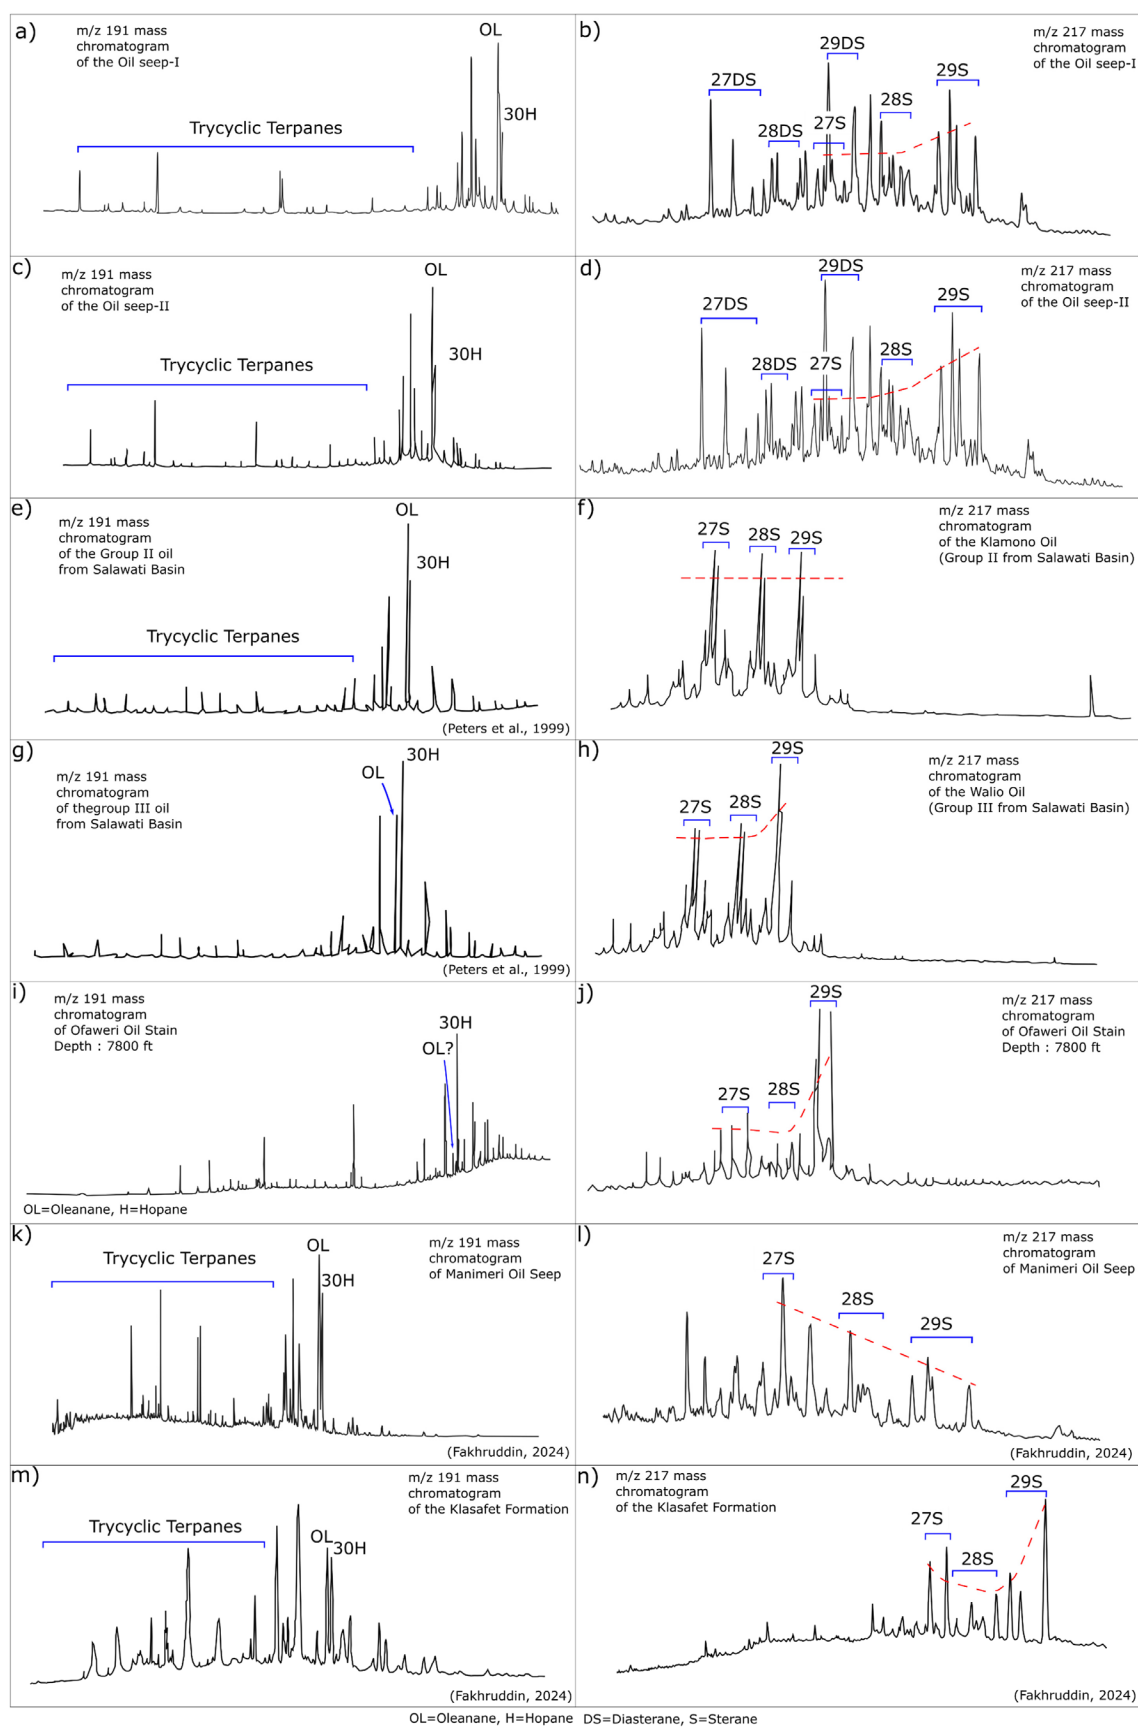 a)
m/z 191 mass
chromatogram
of the Oil seep-I
OL
30H
Trycyclic Terpanes
b)
m/z 217 mass
chromatogram
of the Oil seep-I
29DS
27DS
29S
28S
27S
28DS
c)
m/z 191 mass
chromatogram
of the Oil seep-II
OL
30H
Trycyclic Terpanes
d)
m/z 217 mass
chromatogram
of the Oil seep-II
29DS
27DS
29S
28S
28DS
27S
e)
m/z 191 mass
chromatogram
of the Group II oil
from Salawati Basin
OL
30H
Trycyclic Terpanes
(Peters et al., 1999)
f)
m/z 217 mass
chromatogram
of the Klamono Oil
(Group II from Salawati Basin)
27S
28S
29S
g)
m/z 191 mass
chromatogram
of thegroup III oil
from Salawati Basin
OL
30H
(Peters et al., 1999)
h)
m/z 217 mass
chromatogram
of the Walio Oil
(Group III from Salawati Basin)
29S
27S
28S
i)
m/z 191 mass
chromatogram
of Ofaweri Oil Stain
Depth : 7800 ft
30H
OL?
OL=Oleanane, H=Hopane
j)
m/z 217 mass
chromatogram
of Ofaweri Oil Stain
Depth : 7800 ft
29S
27S
28S
k)
m/z 191 mass
chromatogram
of Manimeri Oil Seep
Trycyclic Terpanes
OL
30H
(Fakhruddin, 2024)
l)
m/z 217 mass
chromatogram
of Manimeri Oil Seep
27S
28S
29S
(Fakhruddin, 2024)
m)
m/z 191 mass
chromatogram
of the Klasafet Formation
Trycyclic Terpanes
OL
30H
(Fakhruddin, 2024)
n)
m/z 217 mass
chromatogram
of the Klasafet Formation
29S
27S
28S
(Fakhruddin, 2024)
OL=Oleanane, H=Hopane DS=Diasterane, S=Sterane